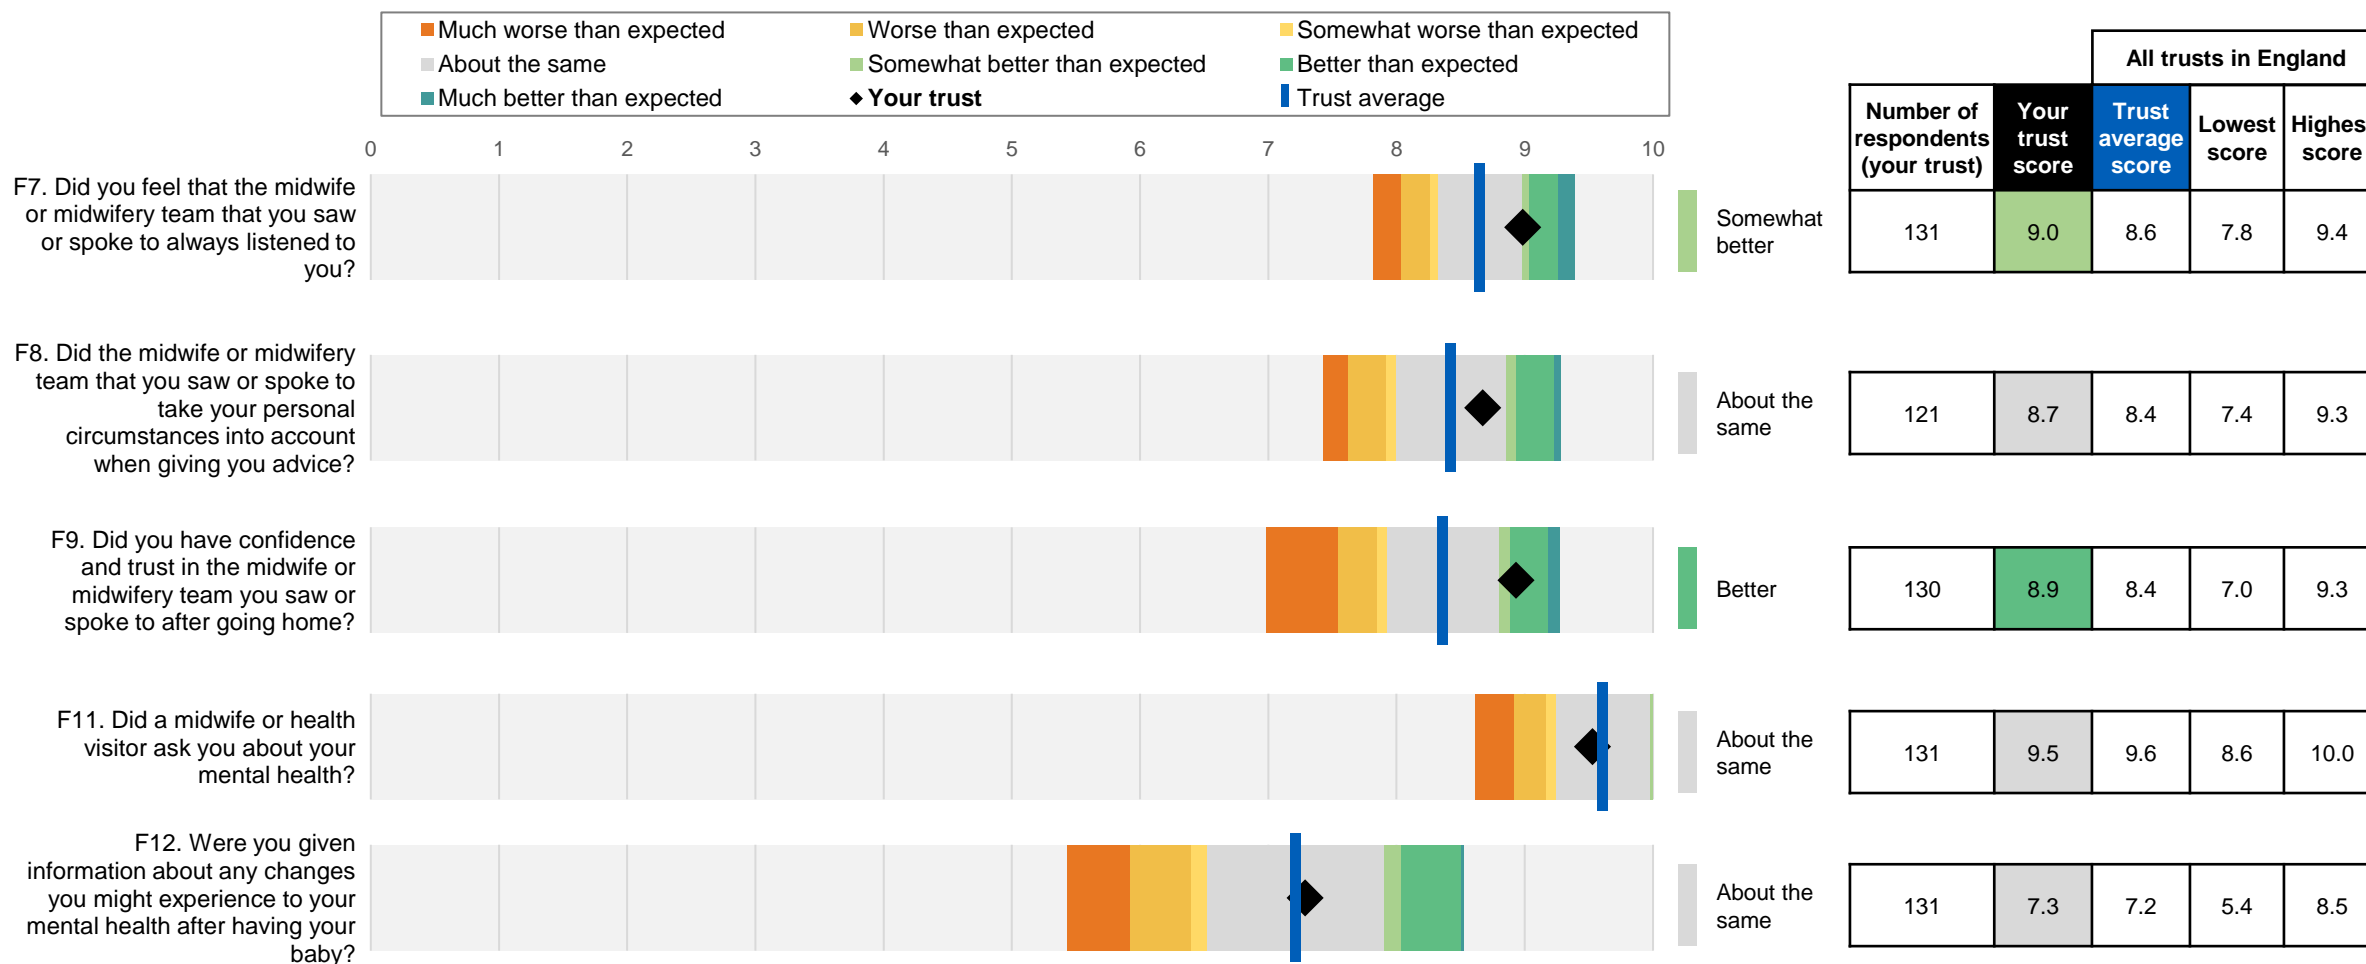 Much worse than expected
Worse than expected
Somewhat worse than expected
About the same
Somewhat better than expected
Better than expected
Much better than expected
Your trust
Trust average
All trusts in England
Number of
respondents
(your trust)
Your
trust
score
Trust
average
score
Lowest
score
Highes
score
0 1 2 3 4 5 6 7 8 9 10
F7. Did you feel that the midwife
or midwifery team that you saw
or spoke to always listened to
you?
Somewhat
better
131 9.0 8.6 7.8 9.4
F8. Did the midwife or midwifery
team that you saw or spoke to
take your personal
circumstances into account
when giving you advice?
About the
same
121 8.7 8.4 7.4 9.3
F9. Did you have confidence
and trust in the midwife or
midwifery team you saw or
spoke to after going home?
Better
130 8.9 8.4 7.0 9.3
F11. Did a midwife or health
visitor ask you about your
mental health?
About the
same
131 9.5 9.6 8.6 10.0
F12. Were you given
information about any changes
you might experience to your
mental health after having your
baby?
About the
same
131 7.3 7.2 5.4 8.5